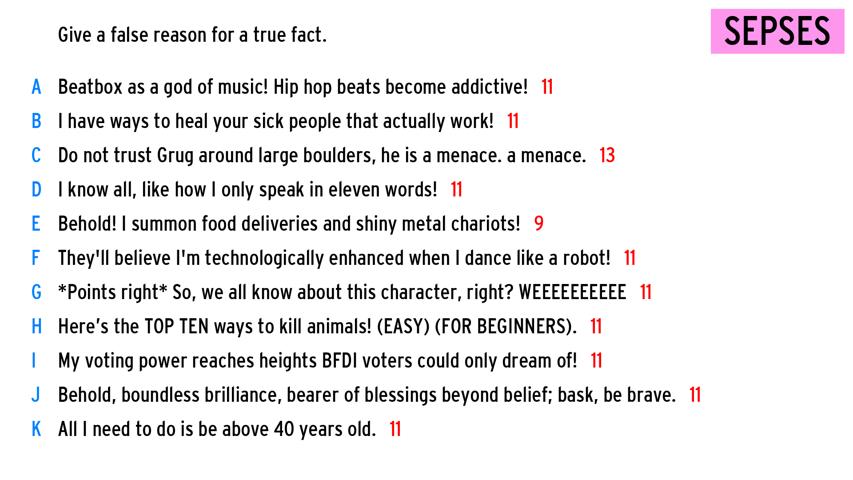 Give a false reason for a true fact.
SEPSES
A Beatbox as a god of music! Hip hop beats become addictive! 11
B I have ways to heal your sick people that actually work! 11
C Do not trust Grug around large boulders, he is a menace. a menace. 13
D I know all, like how I only speak in eleven words! 11
E Behold! I summon food deliveries and shiny metal chariots! 9
F They'll believe I'm technologically enhanced when I dance like a robot! 11
G *Points right* So, we all know about this character, right? WEEEEEEEEEE 11
H Here's the TOP TEN ways to kill animals! (EASY) (FOR BEGINNERS). 11
I My voting power reaches heights BFDI voters could only dream of! 11
J Behold, boundless brilliance, bearer of blessings beyond belief; bask, be brave. 11
K All I need to do is be above 40 years old. 11